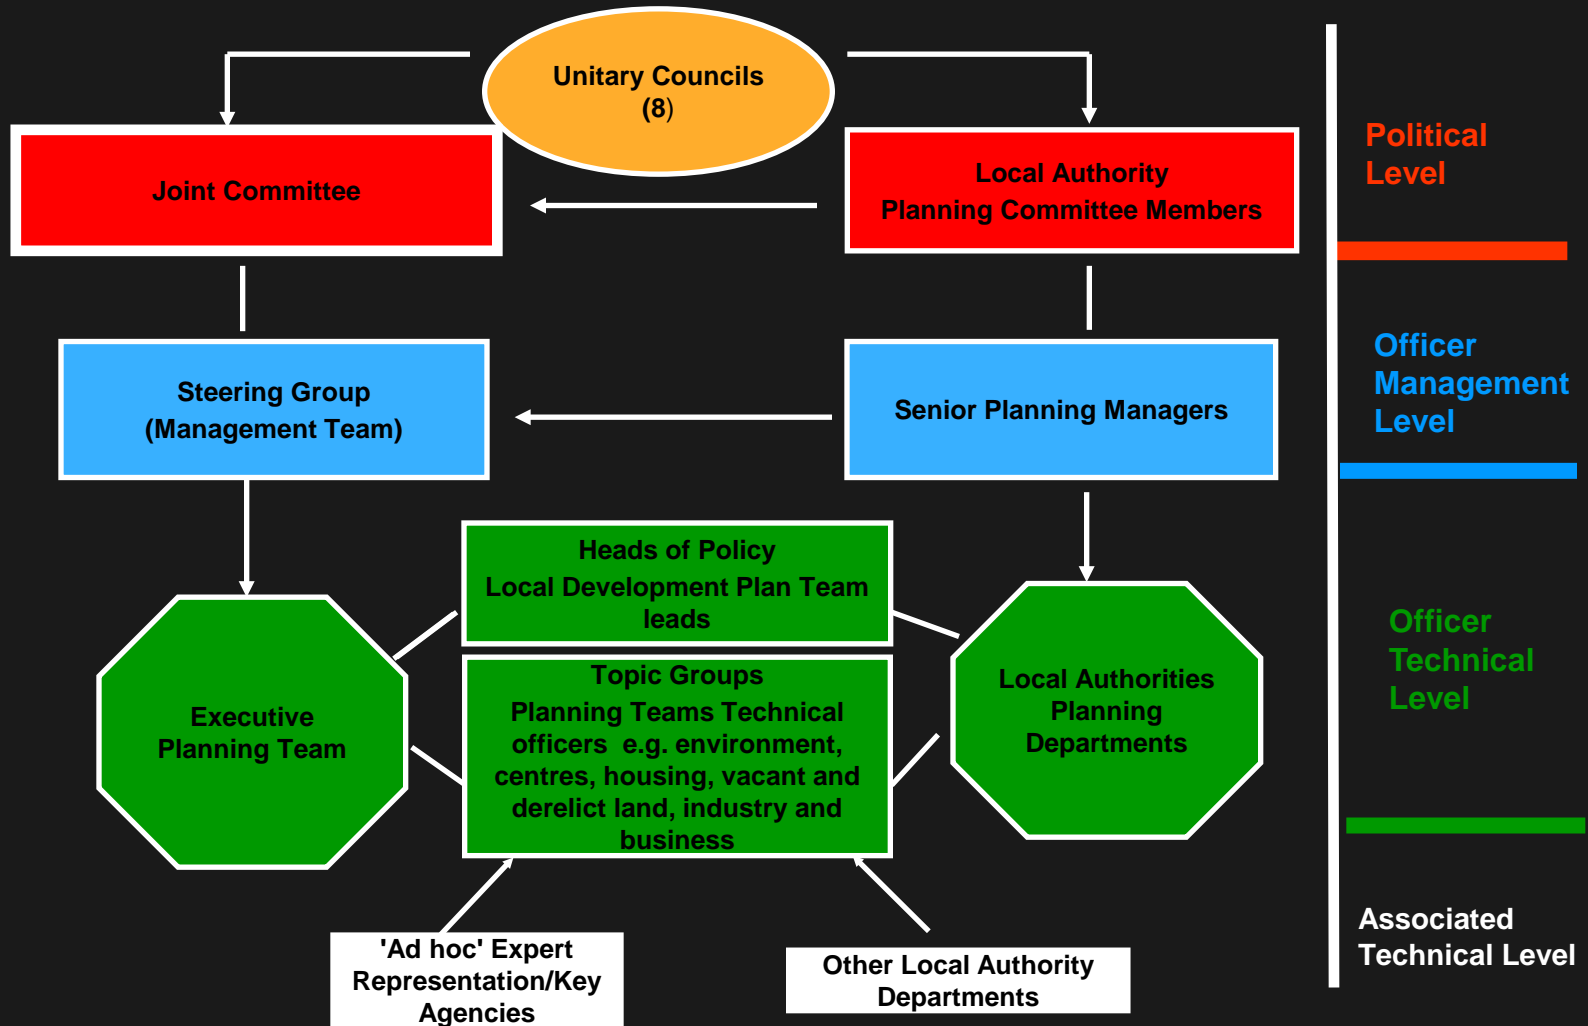 Unitary Councils
(8)
Joint Committee
Local Authority
Planning Committee Members
Political
Level
Steering Group
(Management Team)
Senior Planning Managers
Officer
Management
Level
Heads of Policy
Local Development Plan Team
leads
Executive
Planning Team
Topic Groups
Planning Teams Technical
officers e.g. environment,
centres, housing, vacant and
derelict land, industry and
business
Local Authorities
Planning
Departments
Officer
Technical
Level
'Ad hoc' Expert
Representation/Key
Agencies
Other Local Authority
Departments
Associated
Technical Level